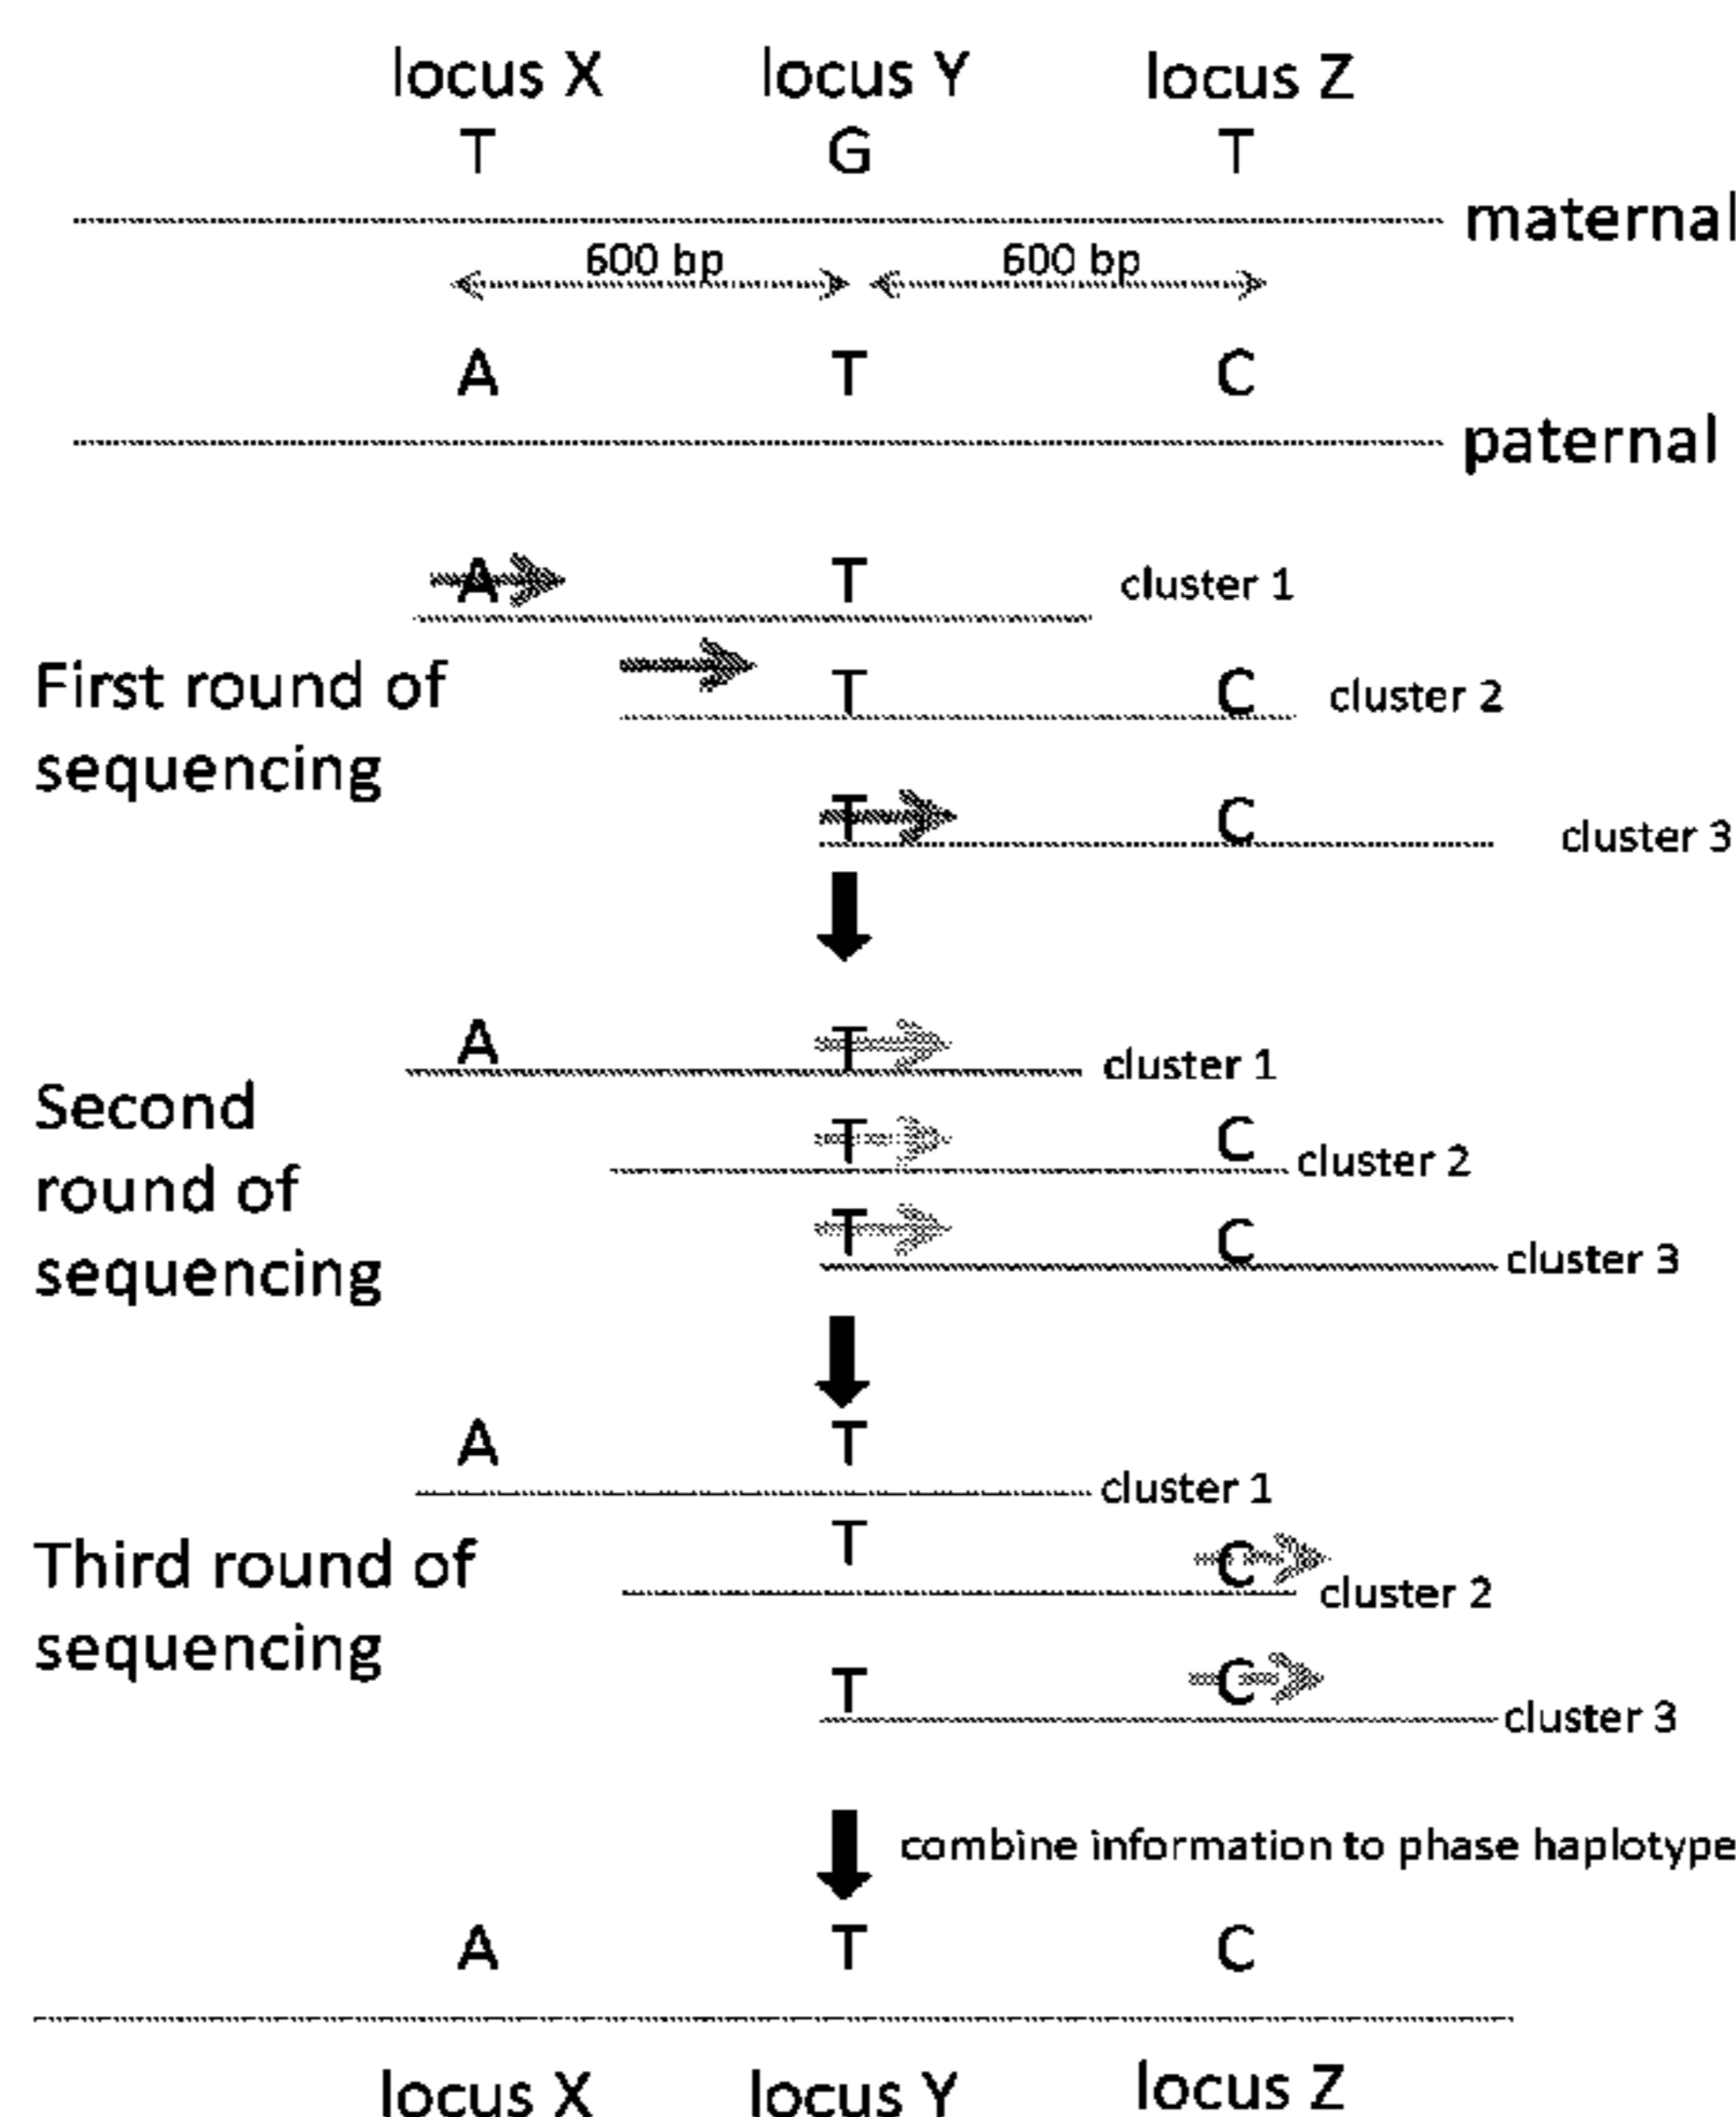 locus X locus Y locus Z
T G T
maternal
600 bp 600 bp
A T C
paternal
A T cluster 1
First round of
sequencing
T C cluster 2
T C cluster 3
A T cluster 1
Second
round of
sequencing
T C cluster 2
T C cluster 3
A T cluster 1
Third round of
sequencing
T C cluster 2
T C cluster 3
combine information to phase haplotype
A T C
locus X locus Y locus Z